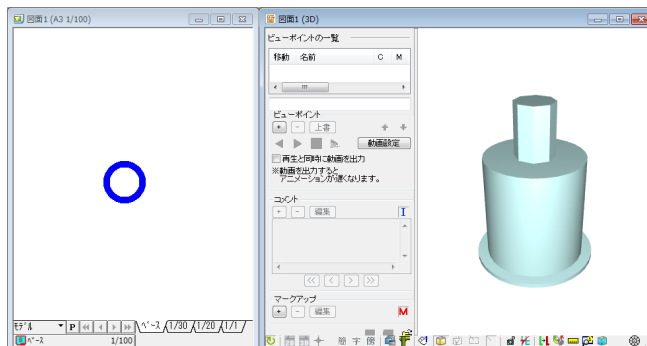 図面1 (A3 1/100)
モデル P ベース /1/30 /1/20 /1/1 /
ベース 1/100
図面1 (3D)
ビューポイントの一覧
移動 名前 C M
ビューポイント
+ - 上書
動画設定
再生と同時に動画を出力
※動画を出力すると
アニメーションが遅くなります。
コメント
+ - 編集 I
<< < > >>
マークアップ
+ - 編集 M
簡 字 傍